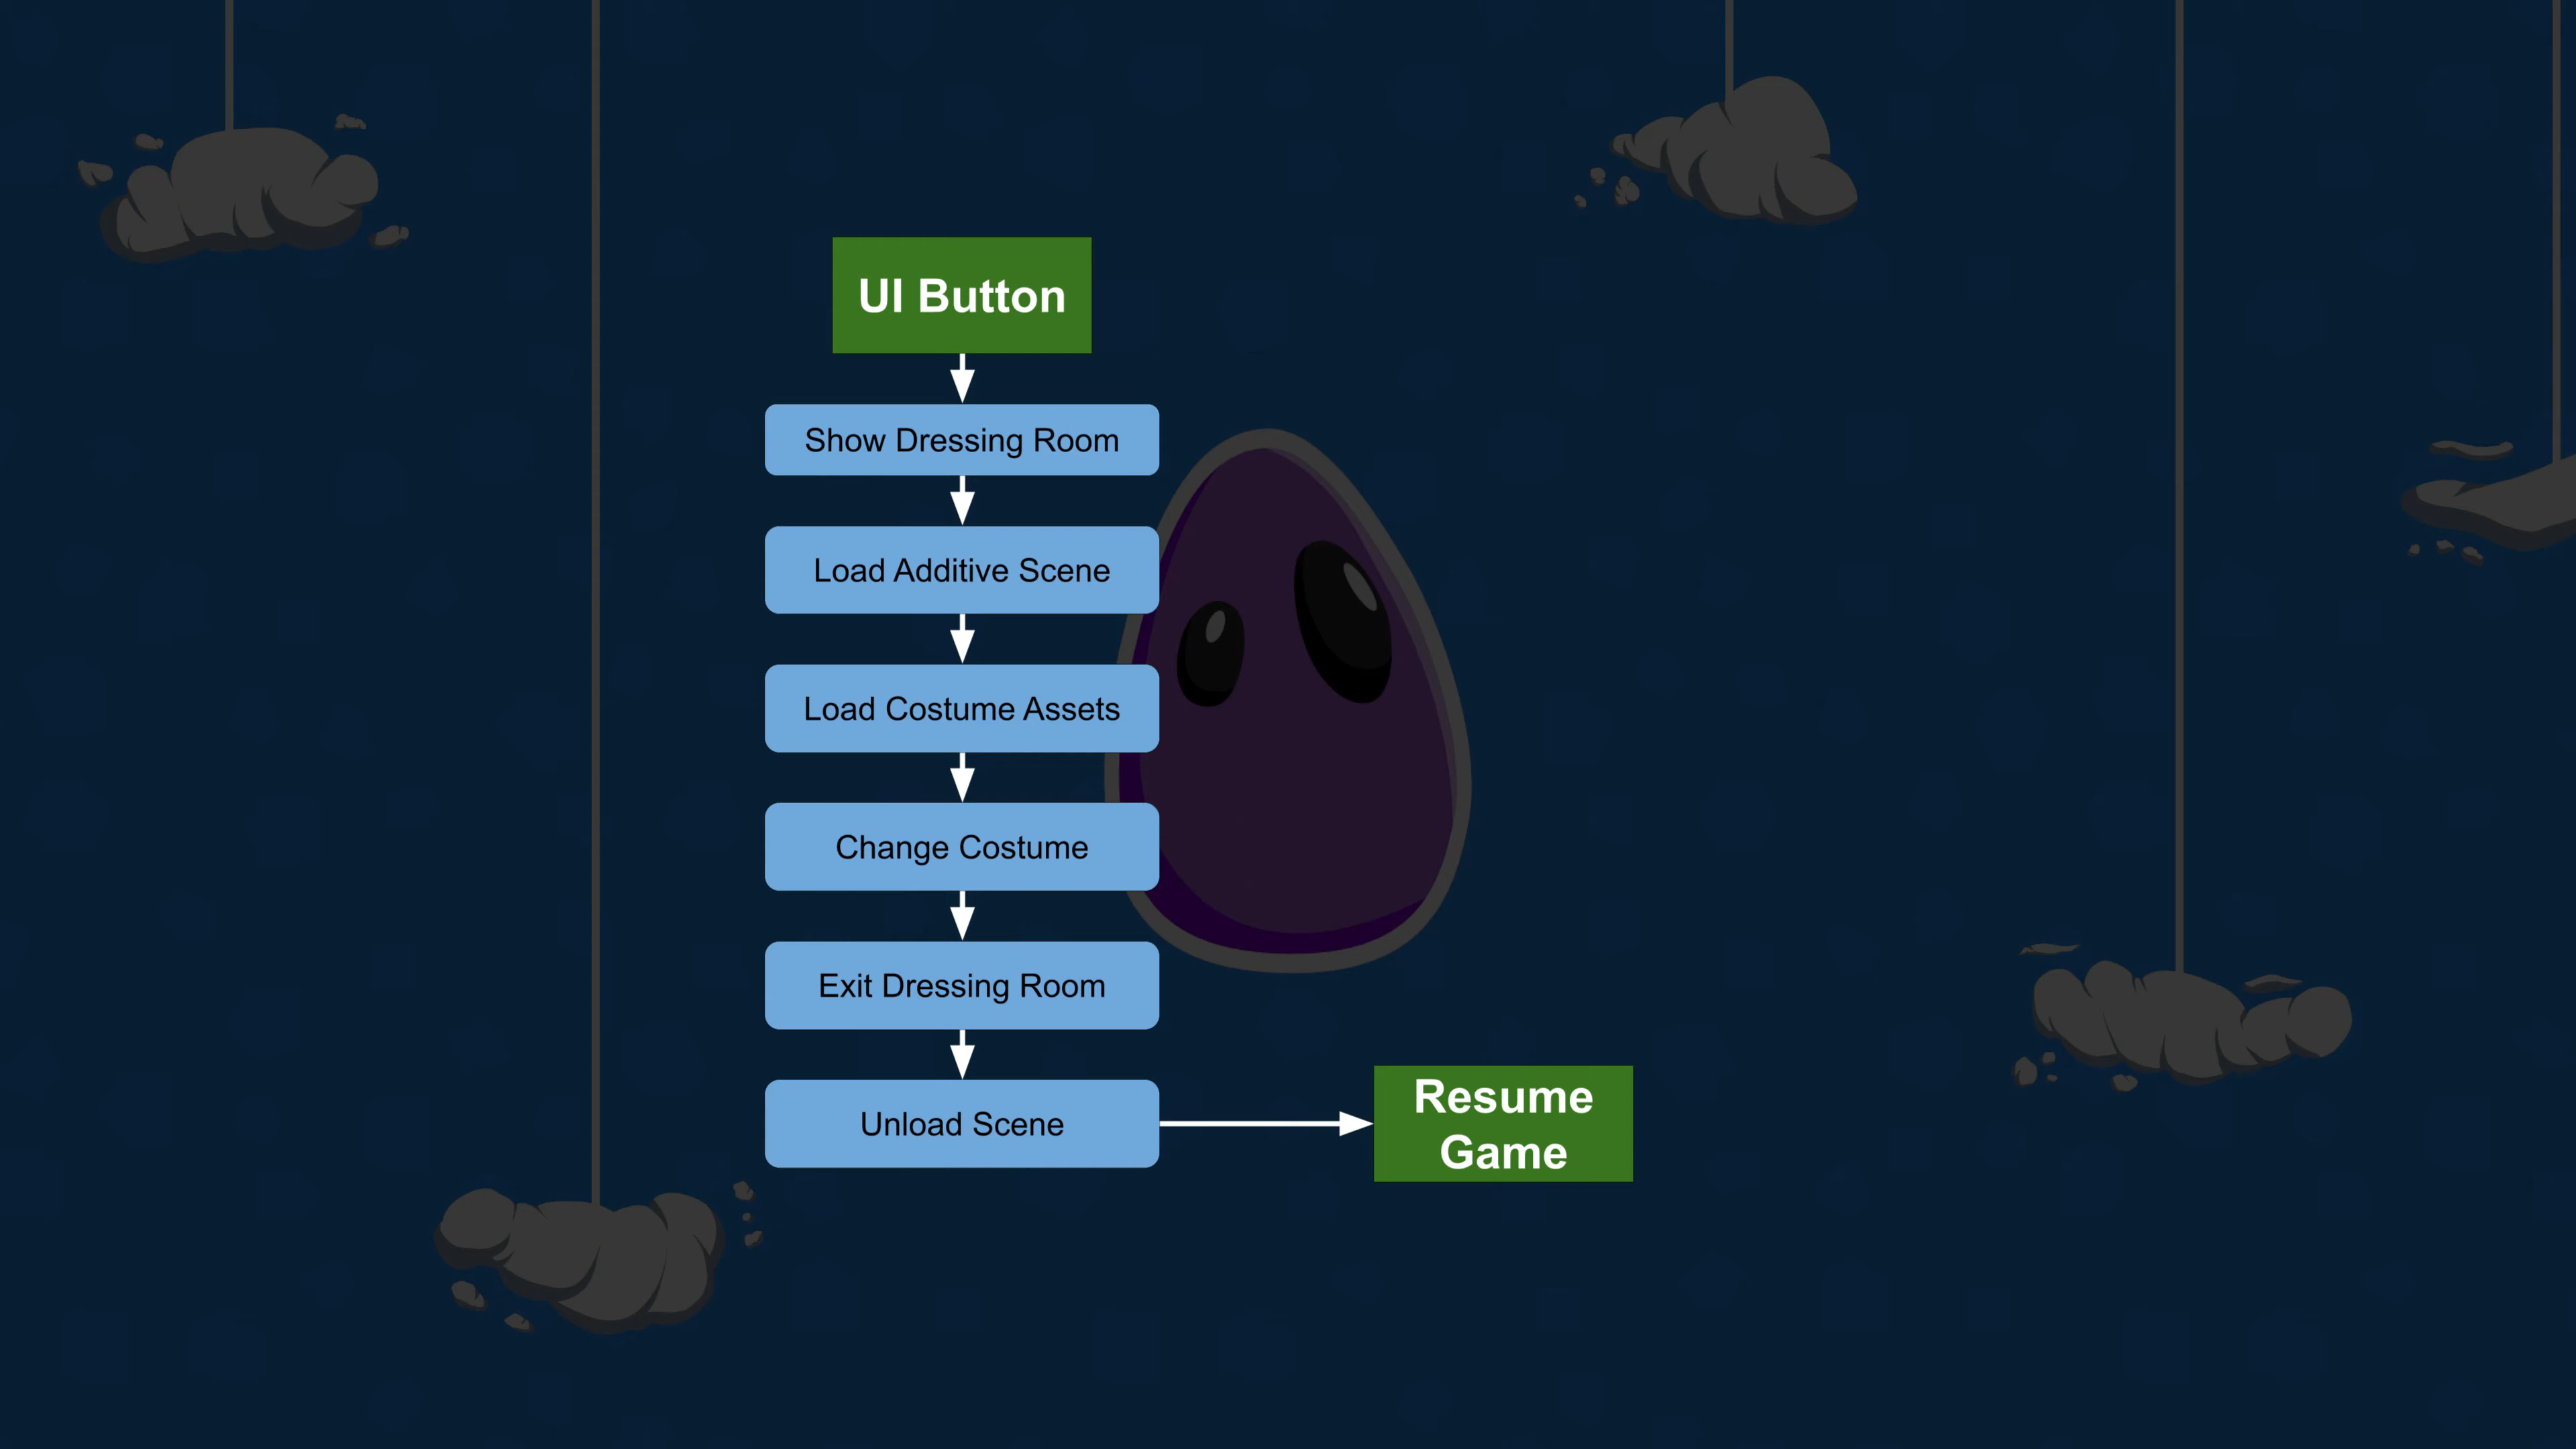 UI Button
Show Dressing Room
Load Additive Scene
Load Costume Assets
Change Costume
Exit Dressing Room
Unload Scene
Resume
Game